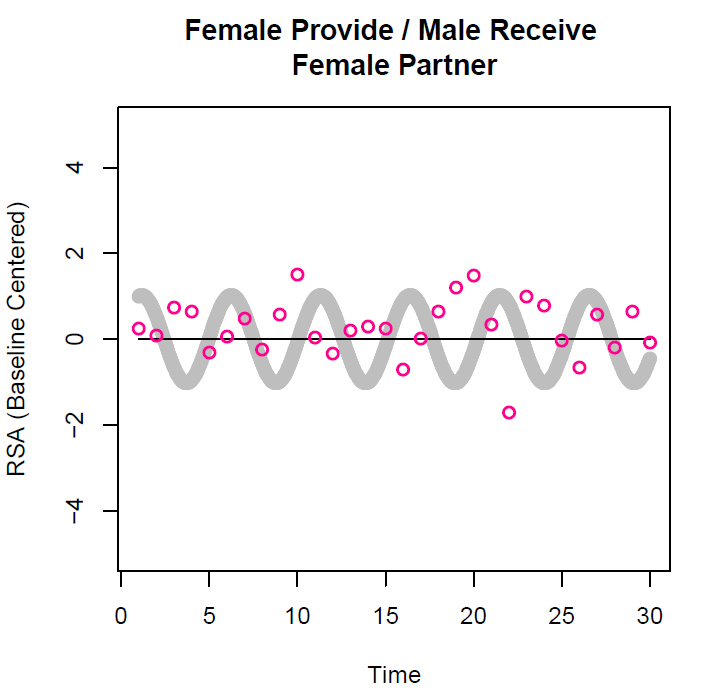 Female Provide / Male Receive
Female Partner
RSA (Baseline Centered)
4
2
0
−2
−4
0 5 10 15 20 25 30
Time